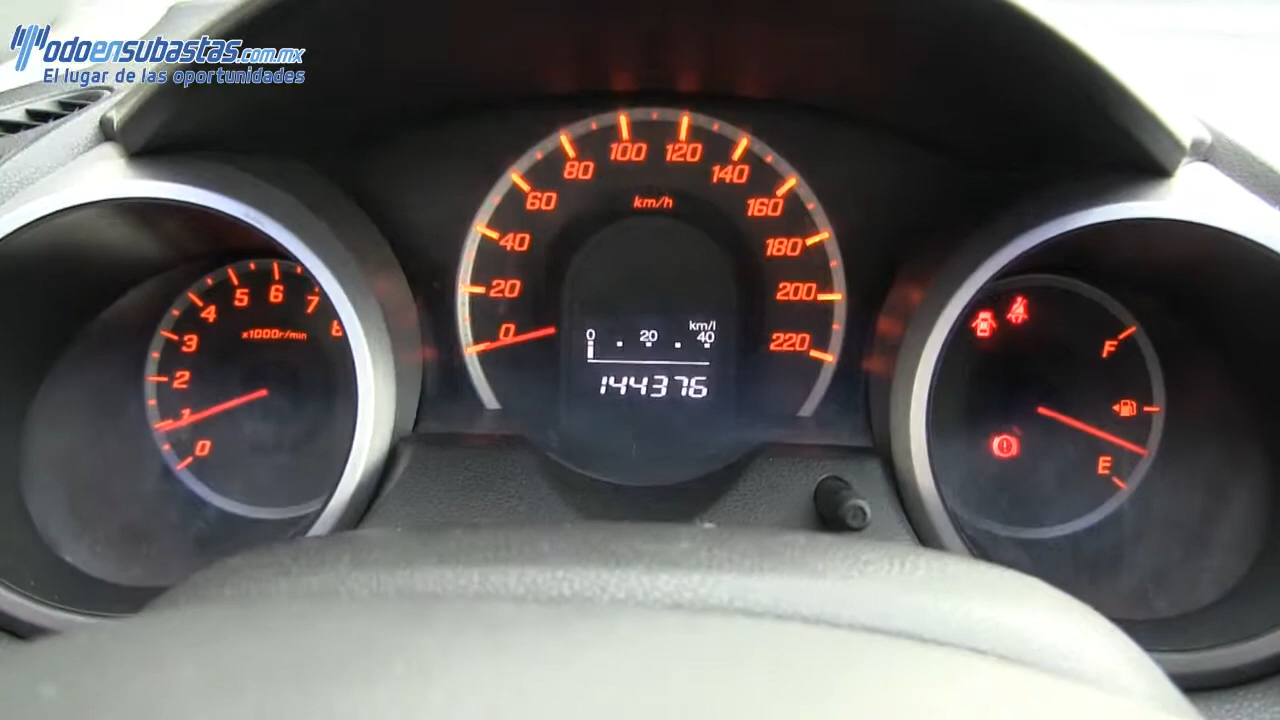 Todoensubastas.com.mx
El lugar de las oportunidades
0
1
2
3
4
5
6
7
8
x1000r/min
0
20
40
60
80
100
120
140
160
180
200
220
km/h
km/l
0 20 40
144376
F
E